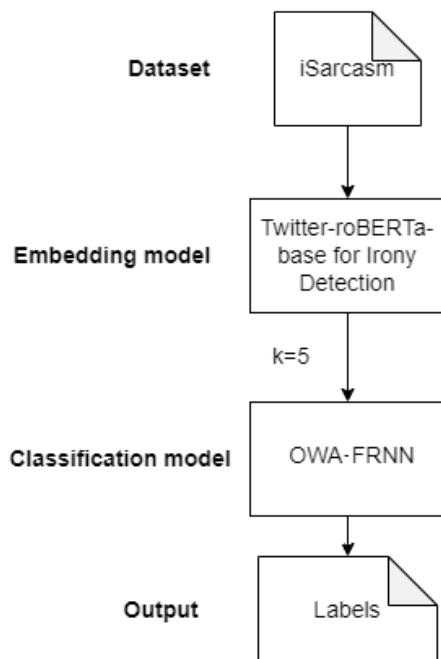 Dataset
iSarcasm
Twitter-roBERTa-
base for Irony
Detection
Embedding model
k=5
Classification model
OWA-FRNN
Output
Labels